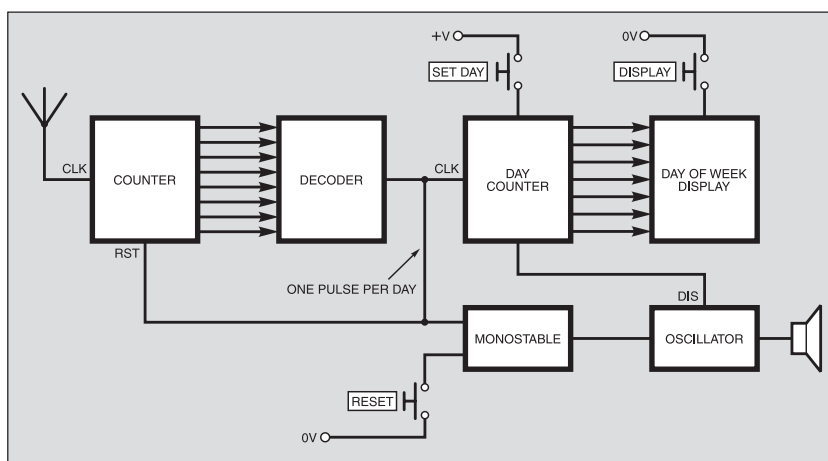 +V
SET DAY
0V
DISPLAY
CLK
COUNTER
DECODER
CLK
DAY
COUNTER
DAY OF WEEK
DISPLAY
RST
ONE PULSE PER DAY
DIS
MONOSTABLE
OSCILLATOR
RESET
0V